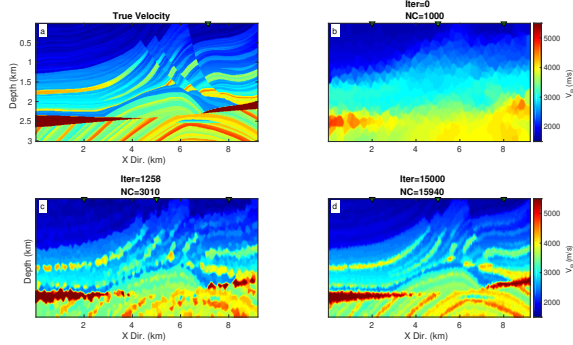 True Velocity
a
0.5
1
1.5
2
2.5
3
Depth (km)
2 4 6 8
X Dir. (km)
Iter=0
NC=1000
b
2 4 6 8
X Dir. (km)
5000
4000
3000
2000
(m/s)
Iter=1258
NC=3010
c
Depth (km)
2 4 6 8
X Dir. (km)
Iter=15000
NC=15940
d
2 4 6 8
X Dir. (km)
5000
4000
3000
2000
(m/s)